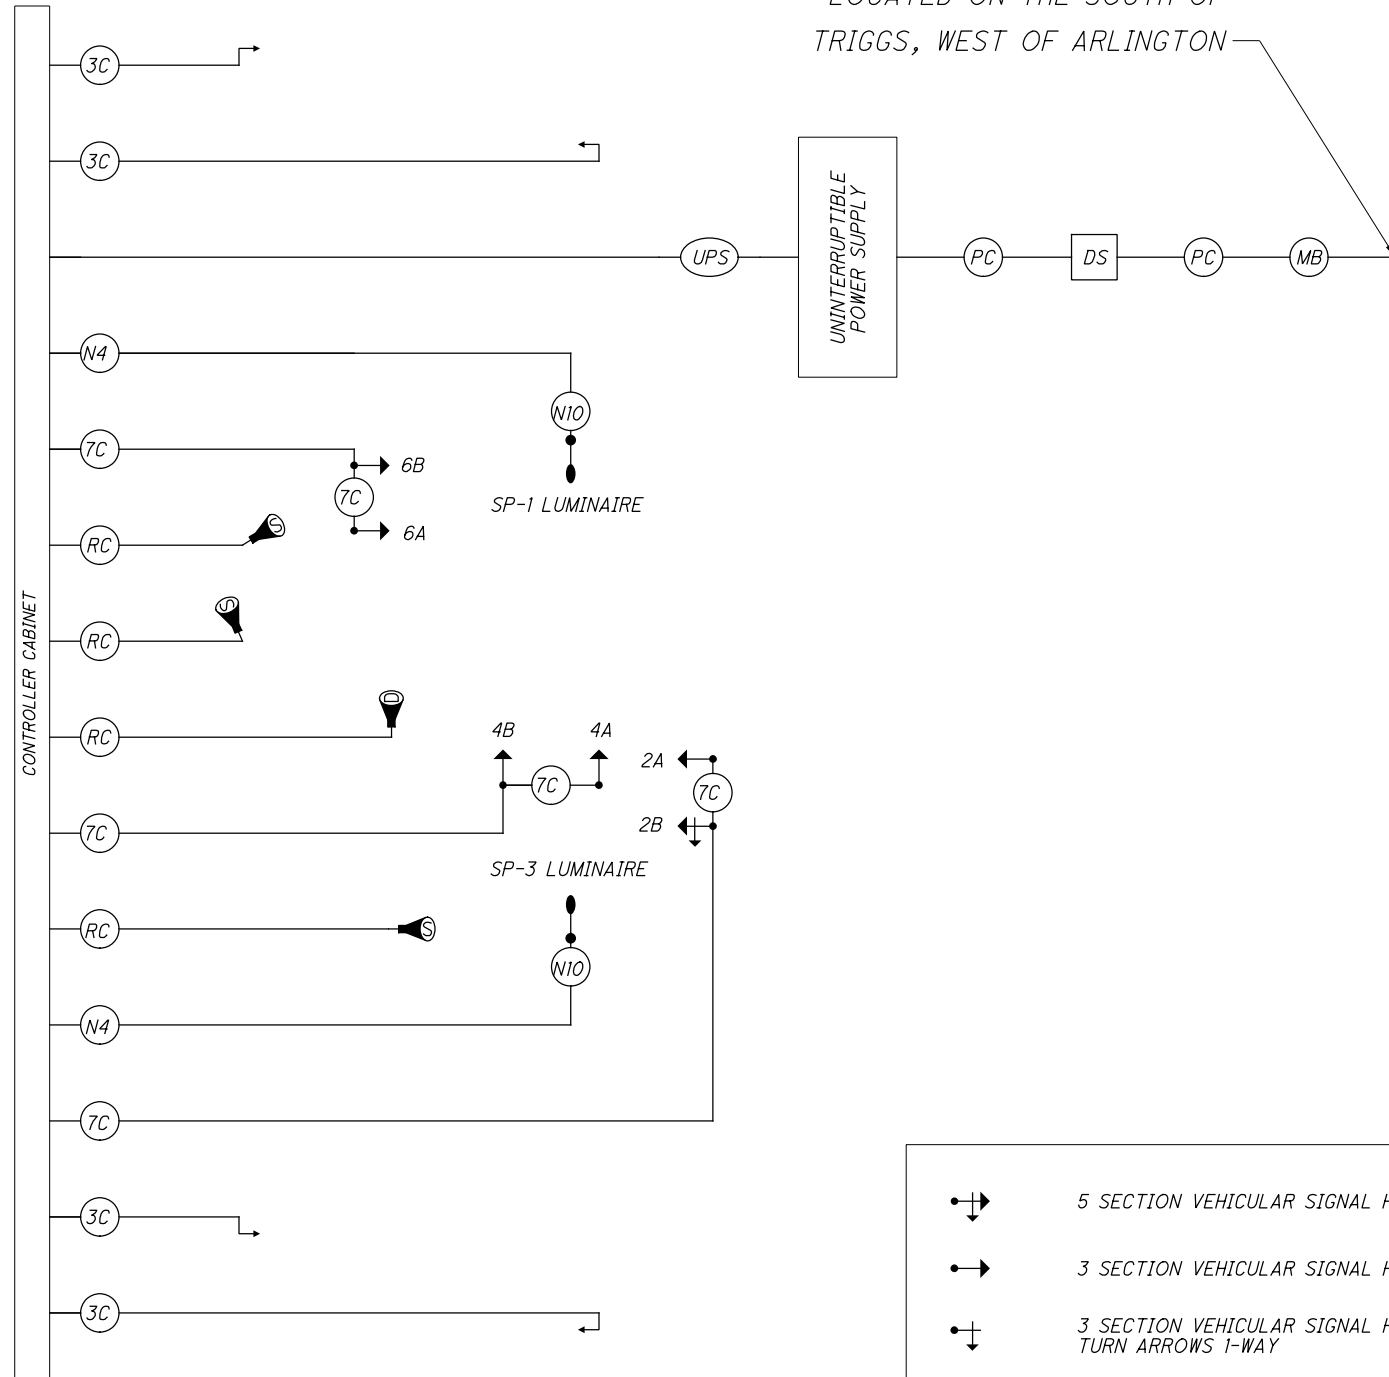 TRIGGS, WEST OF ARLINGTON
3C
3C
UPS
UNINTERRUPTIBLE
POWER SUPPLY
PC
DS
PC
MB
N4
N10
SP-1 LUMINAIRE
7C
6B
7C
6A
RC
S
RC
S
CONTROLLER CABINET
RC
D
4B
4A
7C
2A
7C
2B
7C
SP-3 LUMINAIRE
RC
S
N10
N4
7C
3C
3C
5 SECTION VEHICULAR SIGNAL
3 SECTION VEHICULAR SIGNAL
3 SECTION VEHICULAR SIGNAL
TURN ARROWS 1-WAY